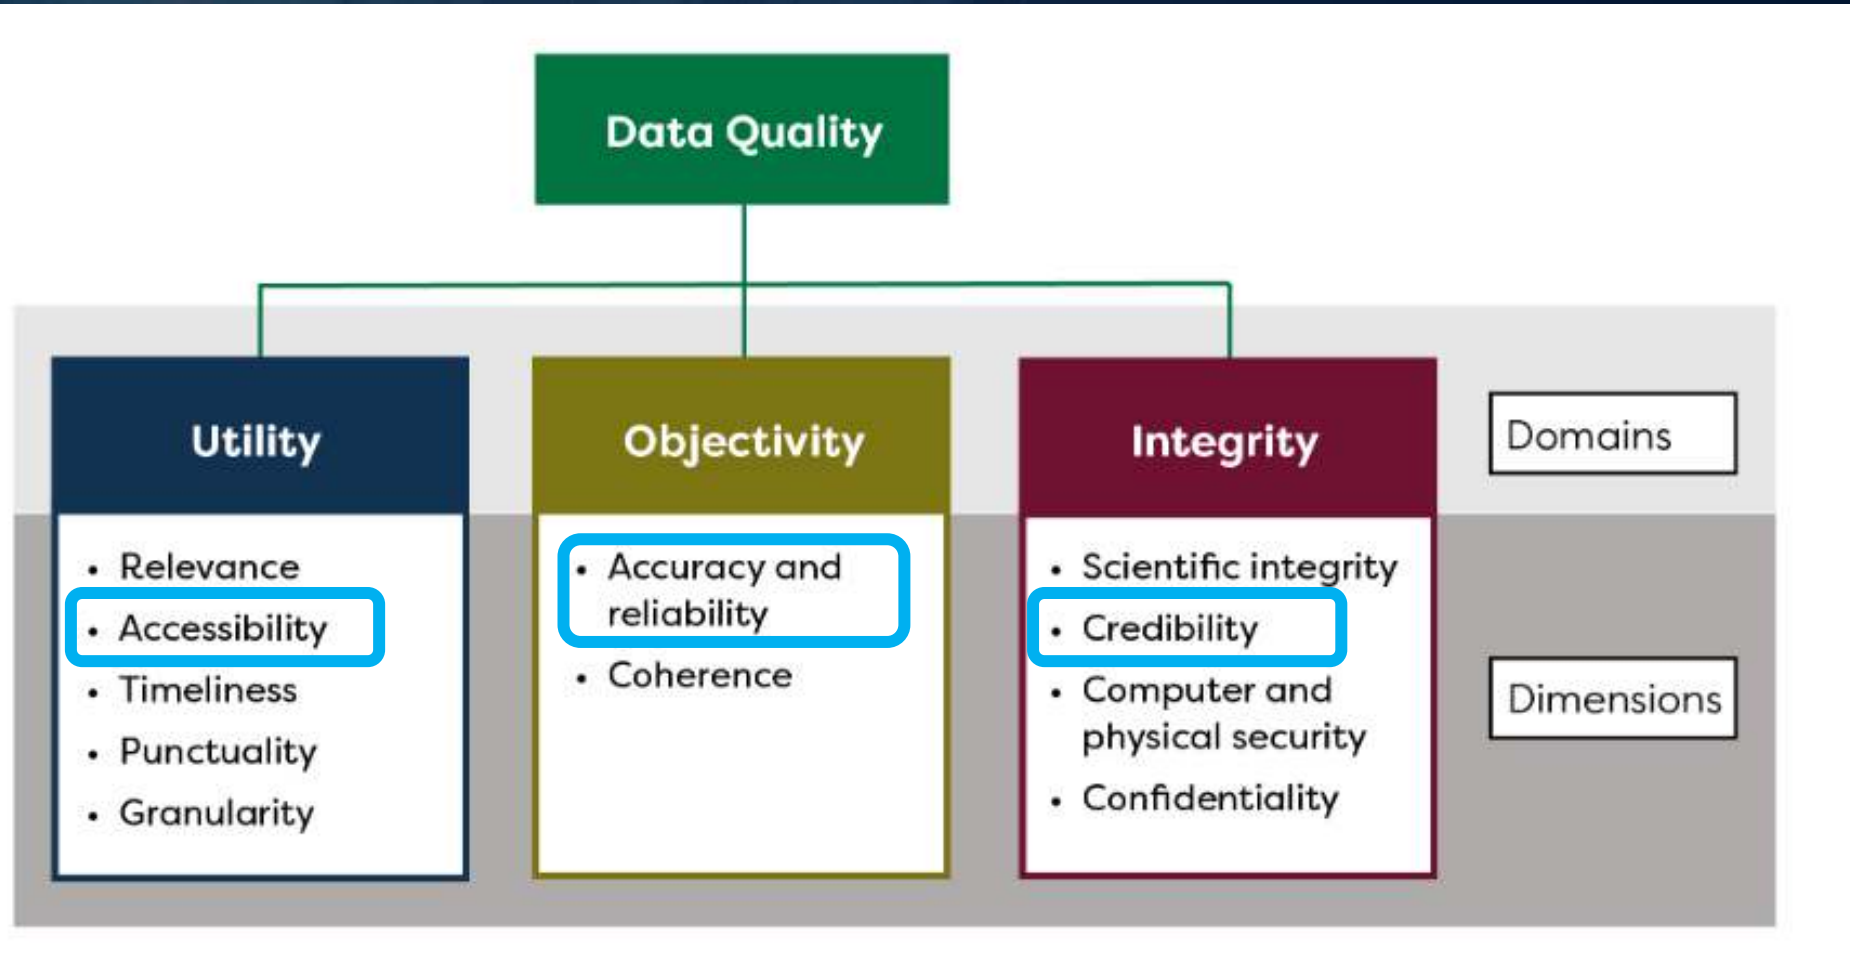 Data Quality
Utility
Objectivity
Integrity
Domains
• Relevance
• Accessibility
• Timeliness
• Punctuality
• Granularity
• Accuracy and
reliability
• Coherence
• Scientific integrity
• Credibility
• Computer and
physical security
• Confidentiality
Dimensions